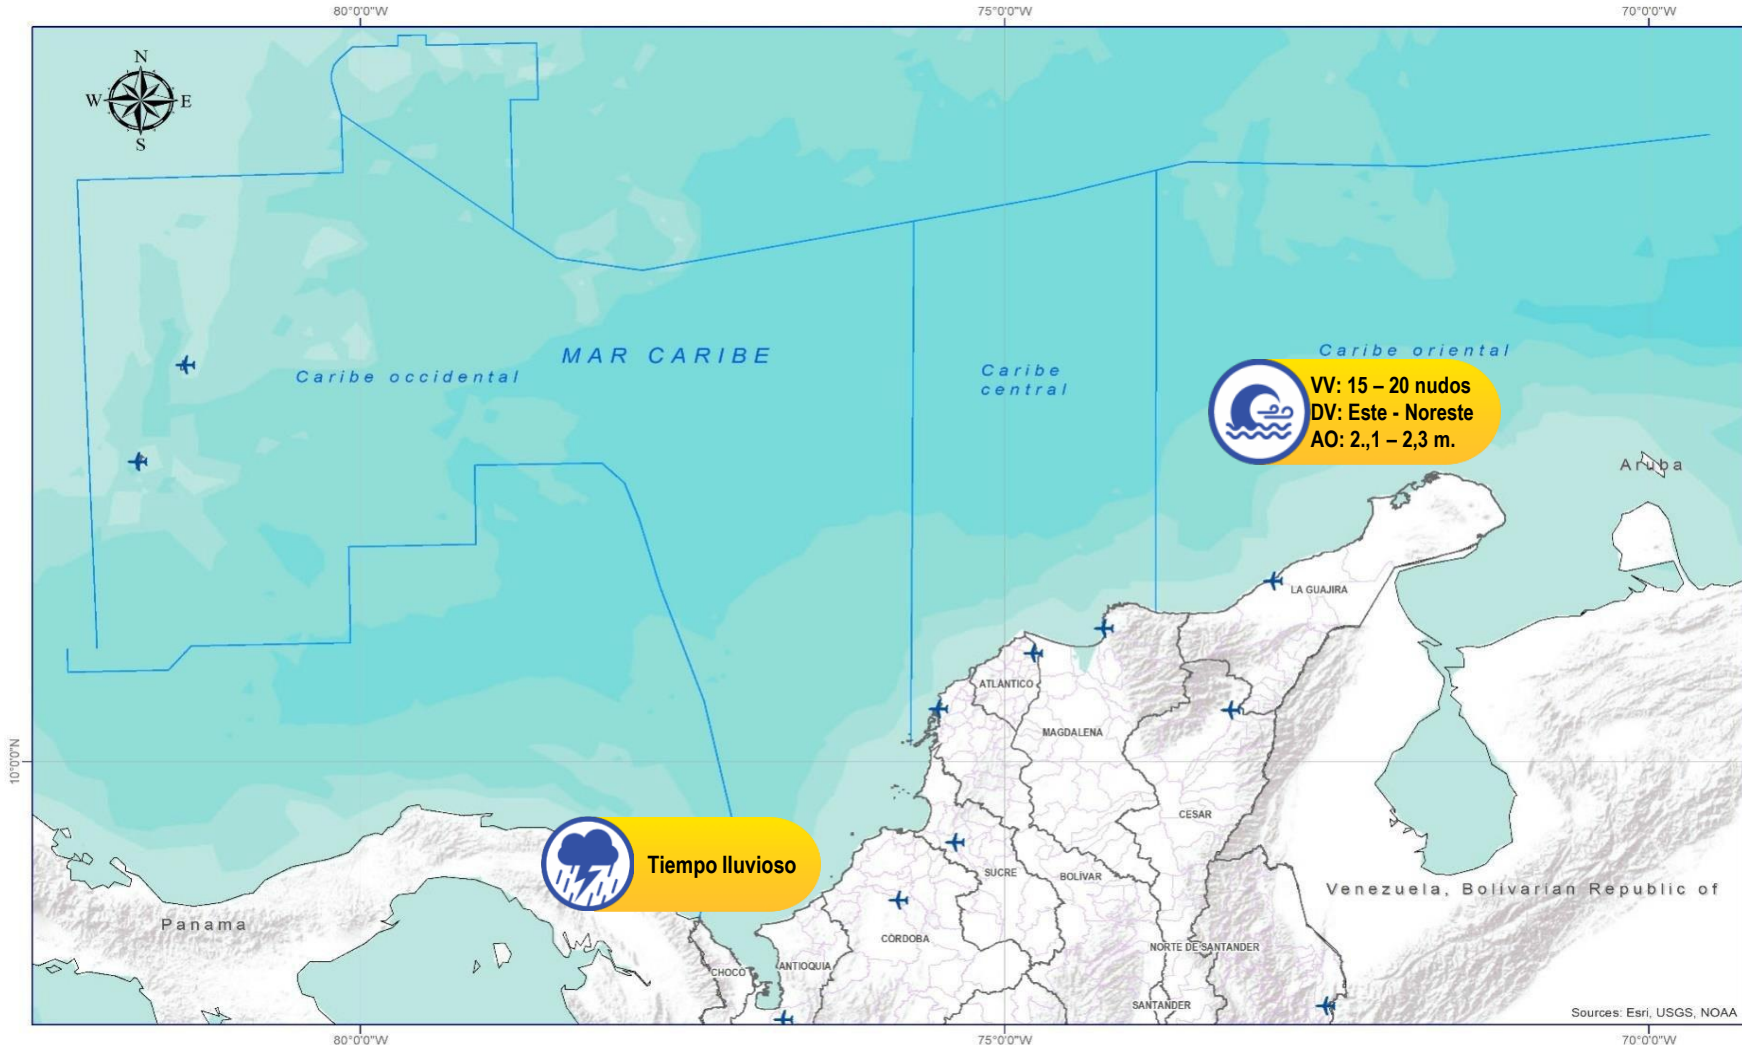 80°0'0"W
75°0'0"W
70°0'0"W
N
W
E
S
MAR CARIBE
Caribe occidental
Caribe
central
Caribe oriental
VV: 15 – 20 nudos
DV: Este - Noreste
AO: 2.,1 – 2,3 m.
Aruba
LA GUAJIRA
ATLÁNTICO
MAGDALENA
10°0'0"N
CESAR
Tiempo lluvioso
SUCRE
BOLÍVAR
Venezuela, Bolivarian Republic of
Panama
CÓRDOBA
NORTE DE SANTANDER
CHOCÓ
ANTIOQUIA
SANTANDER
Sources: Esri, USGS, NOAA
80°0'0"W
75°0'0"W
70°0'0"W